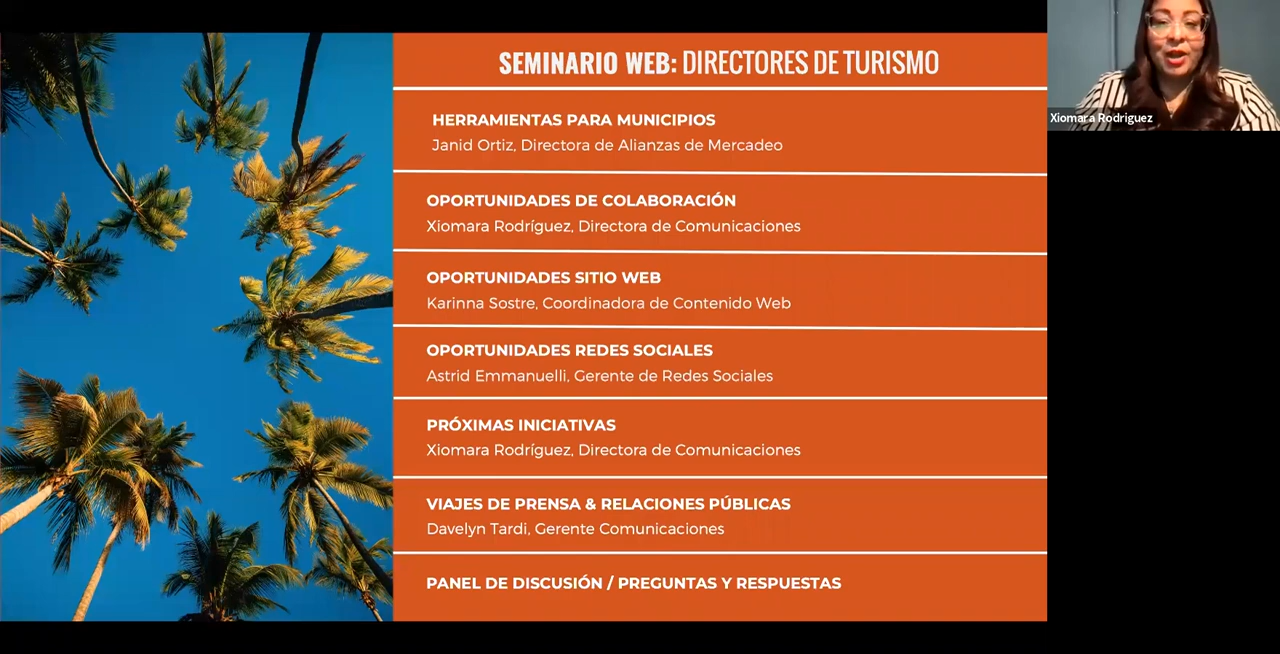 SEMINARIO WEB: DIRECTORES DE TURISMO
HERRAMIENTAS PARA MUNICIPIOS
Janid Ortiz, Directora de Alianzas de Mercadeo
OPORTUNIDADES DE COLABORACIÓN
Xiomara Rodríguez, Directora de Comunicaciones
OPORTUNIDADES SITIO WEB
Karinna Sostre, Coordinadora de Contenido Web
OPORTUNIDADES REDES SOCIALES
Astrid Emmanuelli, Gerente de Redes Sociales
PRÓXIMAS INICIATIVAS
Xiomara Rodríguez, Directora de Comunicaciones
VIAJES DE PRENSA & RELACIONES PÚBLICAS
Davelyn Tardi, Gerente Comunicaciones
PANEL DE DISCUSIÓN / PREGUNTAS Y RESPUESTAS
Xiomara Rodriguez